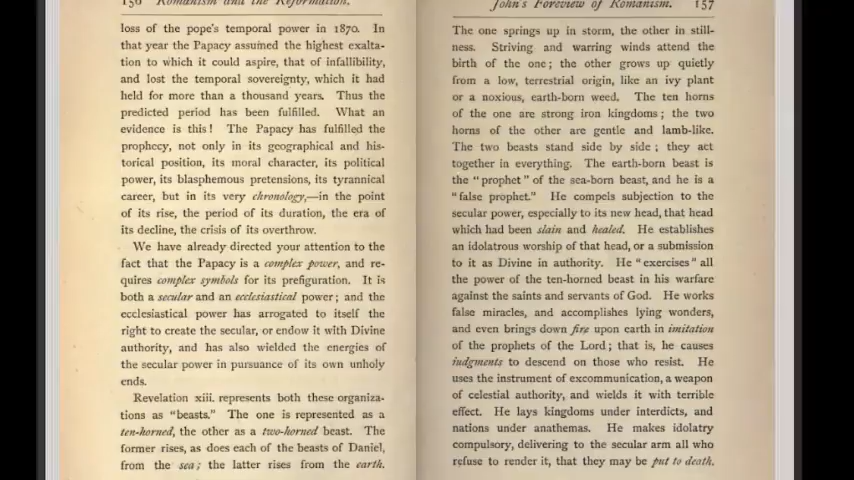 156 Romanism and the Reformation.
loss of the pope's temporal power in 1870. In
that year the Papacy assumed the highest exalta-
tion to which it could aspire, that of infallibility,
and lost the temporal sovereignty, which it had
held for more than a thousand years. Thus the
predicted period has been fulfilled. What an
evidence is this! The Papacy has fulfilled the
prophecy, not only in its geographical and his-
torical position, its moral character, its political
power, its blasphemous pretensions, its tyrannical
career, but in its very chronology,—in the point
of its rise, the period of its duration, the era of
its decline, the crisis of its overthrow.
We have already directed your attention to the
fact that the Papacy is a complex power, and re-
quires complex symbols for its prefiguration. It is
both a secular and an ecclesiastical power; and the
ecclesiastical power has arrogated to itself the
right to create the secular, or endow it with Divine
authority, and has also wielded the energies of
the secular power in pursuance of its own unholy
ends.
Revelation xiii. represents both these organiza-
tions as "beasts." The one is represented as a
ten-horned, the other as a two-horned beast. The
former rises, as does each of the beasts of Daniel,
from the sea; the latter rises from the earth.
John's Foreview of Romanism. 157
The one springs up in storm, the other in still-
ness. Striving and warring winds attend the
birth of the one; the other grows up quietly
from a low, terrestrial origin, like an ivy plant
or a noxious, earth-born weed. The ten horns
of the one are strong iron kingdoms; the two
horns of the other are gentle and lamb-like.
The two beasts stand side by side; they act
together in everything. The earth-born beast is
the "prophet" of the sea-born beast, and he is a
"false prophet." He compels subjection to the
secular power, especially to its new head, that head
which had been slain and healed. He establishes
an idolatrous worship of that head, or a submission
to it as Divine in authority. He "exercises" all
the power of the ten-horned beast in his warfare
against the saints and servants of God. He works
false miracles, and accomplishes lying wonders,
and even brings down fire upon earth in imitation
of the prophets of the Lord; that is, he causes
judgments to descend on those who resist. He
uses the instrument of excommunication, a weapon
of celestial authority, and wields it with terrible
effect. He lays kingdoms under interdicts, and
nations under anathemas. He makes idolatry
compulsory, delivering to the secular arm all who
refuse to render it, that they may be put to death.